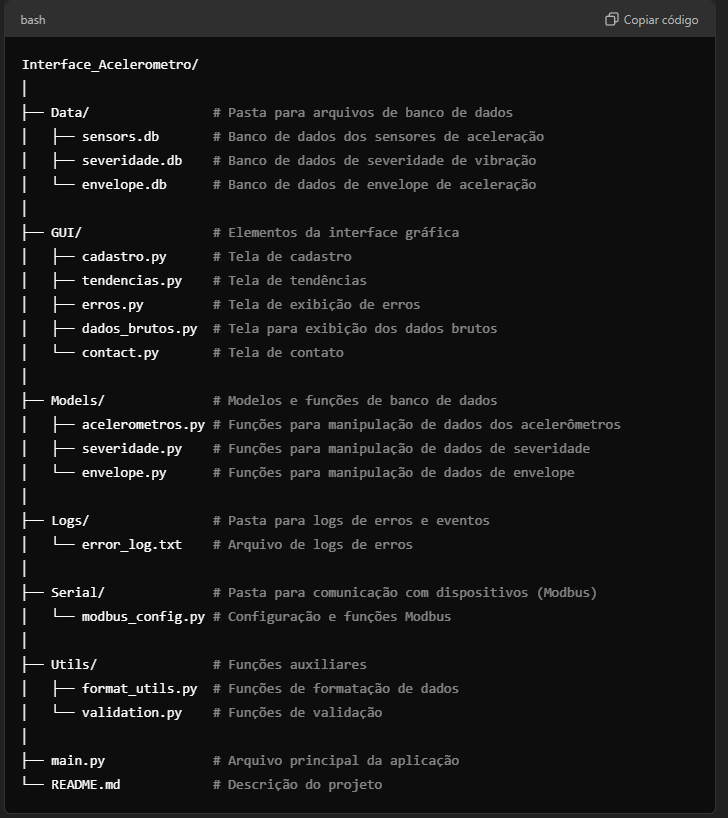 bash
Copiar código
Interface_Acelerometro/
│
├── Data/                # Pasta para arquivos de banco de dados
│   ├── sensors.db       # Banco de dados dos sensores de aceleração
│   ├── severidade.db    # Banco de dados de severidade de vibração
│   └── envelope.db      # Banco de dados de envelope de aceleração
│
├── GUI/                 # Elementos da interface gráfica
│   ├── cadastro.py      # Tela de cadastro
│   ├── tendencias.py    # Tela de tendências
│   ├── erros.py         # Tela de exibição de erros
│   ├── dados_brutos.py  # Tela para exibição dos dados brutos
│   └── contact.py       # Tela de contato
│
├── Models/              # Modelos e funções de banco de dados
│   ├── acelerometros.py # Funções para manipulação de dados dos acelerômetros
│   ├── severidade.py    # Funções para manipulação de dados de severidade
│   └── envelope.py      # Funções para manipulação de dados de envelope
│
├── Logs/                # Pasta para logs de erros e eventos
│   └── error_log.txt    # Arquivo de logs de erros
│
├── Serial/              # Pasta para comunicação com dispositivos (Modbus)
│   └── modbus_config.py # Configuração e funções Modbus
│
├── Utils/               # Funções auxiliares
│   ├── format_utils.py  # Funções de formatação de dados
│   └── validation.py    # Funções de validação
│
├── main.py              # Arquivo principal da aplicação
└── README.md            # Descrição do projeto